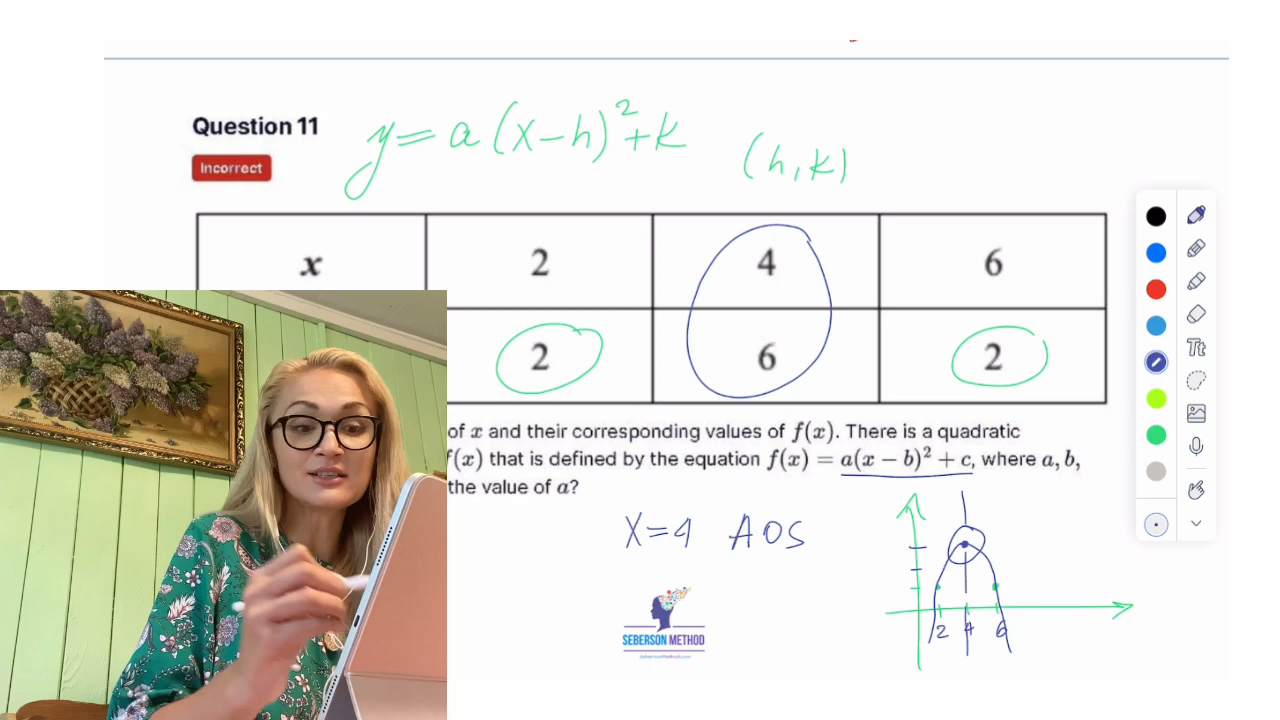 Question 11
y = a(x-h)²+k
(h,k)
Incorrect
x 2 4 6
2 6 2
of x and their corresponding values of f(x). There is a quadratic
f(x) that is defined by the equation f(x) = a(x − b)² + c, where a, b,
the value of a?
X=4 AOS
2 4 6
SEBERSON METHOD
SebersonMethod.com
Tt